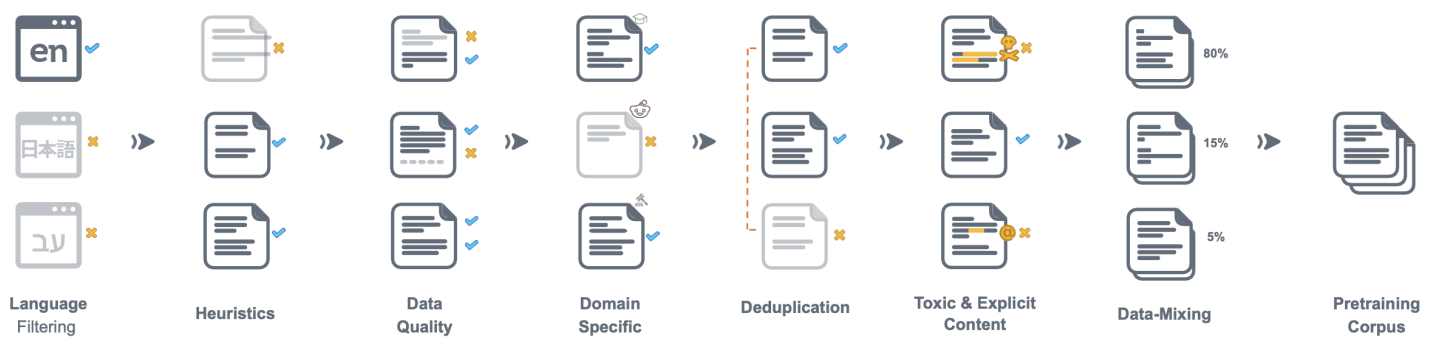 en
日本語
עב
@
80%
15%
5%
Language
Filtering
Heuristics
Data
Quality
Domain
Specific
Deduplication
Toxic & Explicit
Content
Data-Mixing
Pretraining
Corpus